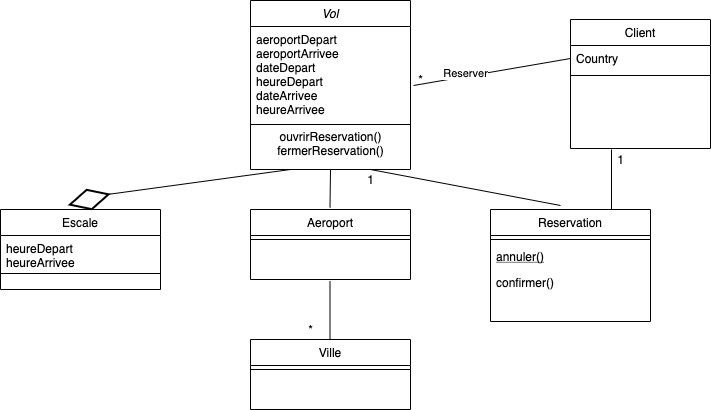 Vol
aeroportDepart
aeroportArrivee
dateDepart
heureDepart
dateArrivee
heureArrivee
ouvrirReservation()
fermerReservation()
Client
Country
*
Reserver
1
1
Escale
heureDepart
heureArrivee
Aeroport
Reservation
annuler()
confirmer()
*
Ville